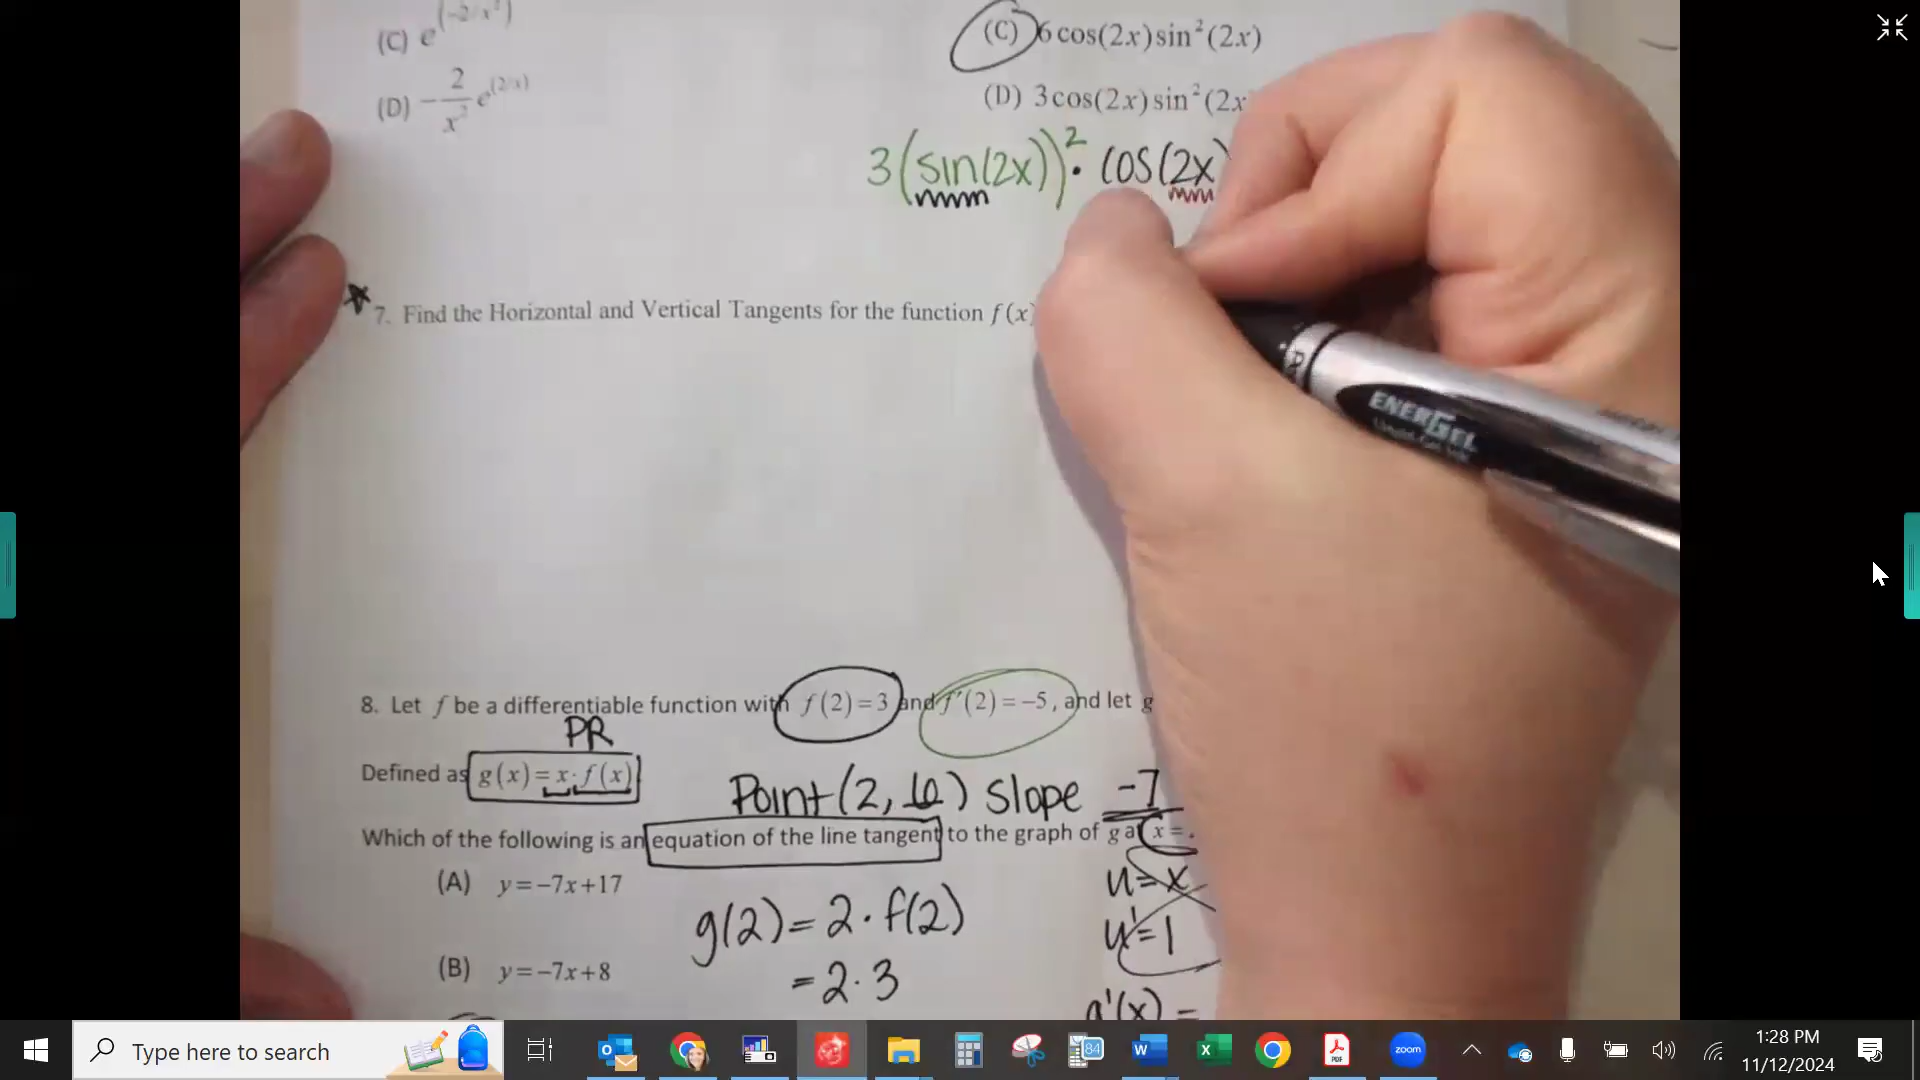 (C) e^(-2/x²)
(D) -2/x² e^(2/x)
(C) 6cos(2x)sin²(2x)
(D) 3cos(2x)sin²(2x
3(sin(2x))²·cos(2x)
7. Find the Horizontal and Vertical Tangents for the function f(x)
ENERGEL
8. Let f be a differentiable function with f(2)=3 and f'(2)=-5, and let g
PR
Defined as g(x)=x·f(x)
Point (2, 6) slope -7
Which of the following is an equation of the line tangent to the graph of g at x=
(A) y=-7x+17
u=x
g(2)=2·f(2)
u'=1
(B) y=-7x+8
=2·3
g'(x)=
Type here to search
84
zoom
1:28 PM
11/12/2024